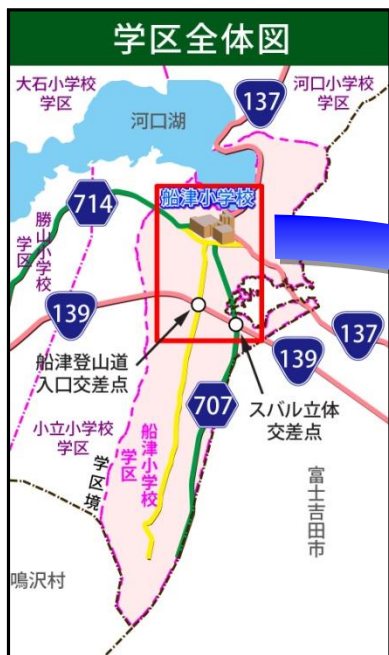 学区全体図
大石小学校
学区
河口小学校
学区
137
河口湖
船津小学校
714
勝山小学校
学区
139
137
船津登山道
入口交差点
139
スバル立体
交差点
707
小立小学校
学区
船津小学校
学区
学区境
富士吉田市
鳴沢村